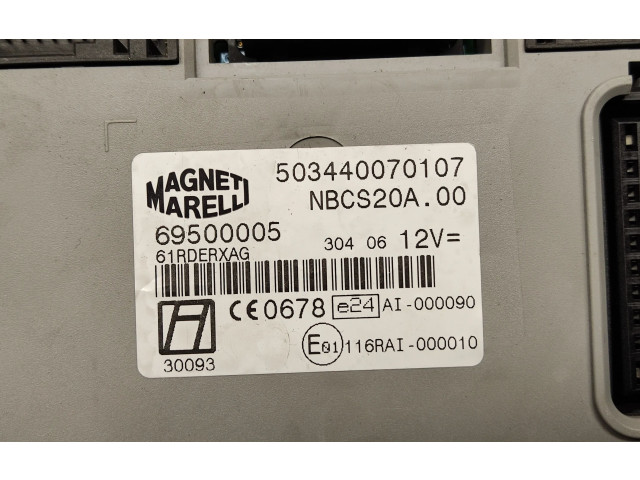 MAGNETI
MARELLI
503440070107
NBCS20A.00
69500005
304 06 12V=
61RDERXAG
CE0678 e24 AI-000090
30093
E01 116RAI-000010